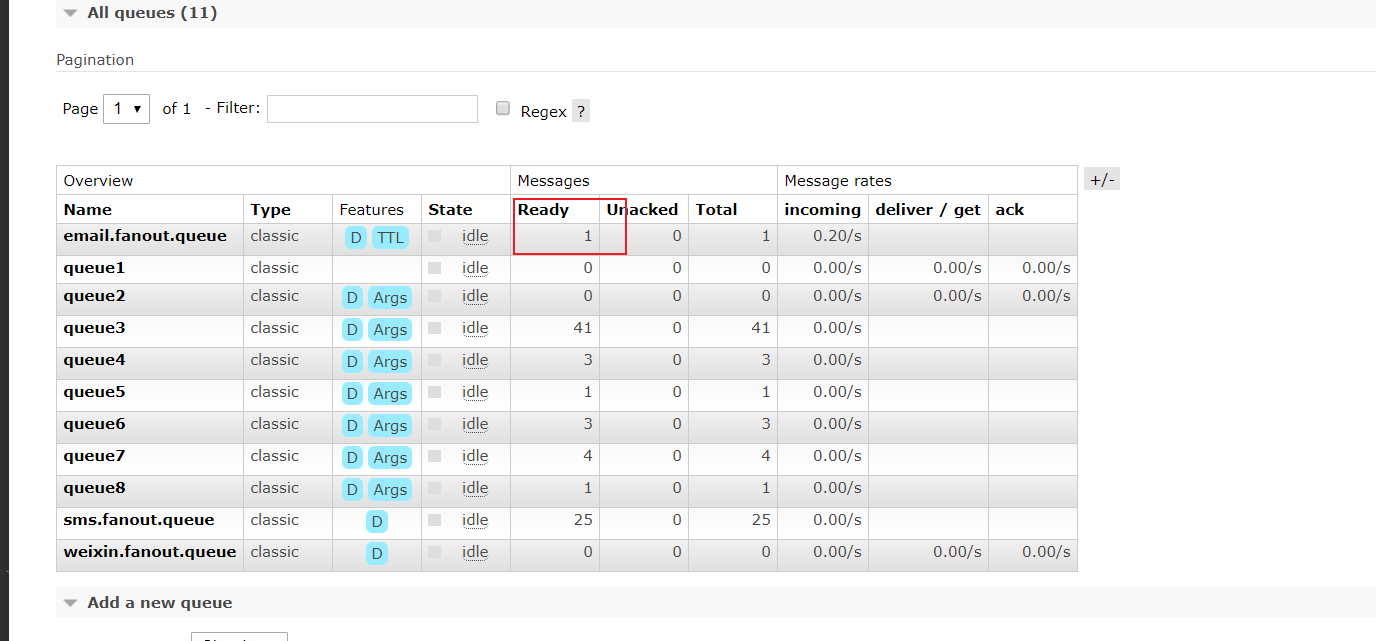 All queues (11)
Pagination
Page 1 of 1 - Filter: Regex ?
Overview Messages Message rates +/-
Name Type Features State Ready Unacked Total incoming deliver / get ack
email.fanout.queue classic D TTL idle 1 0 1 0.20/s
queue1 classic idle 0 0 0 0.00/s 0.00/s 0.00/s
queue2 classic D Args idle 0 0 0 0.00/s 0.00/s 0.00/s
queue3 classic D Args idle 41 0 41 0.00/s
queue4 classic D Args idle 3 0 3 0.00/s
queue5 classic D Args idle 1 0 1 0.00/s
queue6 classic D Args idle 3 0 3 0.00/s
queue7 classic D Args idle 4 0 4 0.00/s
queue8 classic D Args idle 1 0 1 0.00/s
sms.fanout.queue classic D idle 25 0 25 0.00/s
weixin.fanout.queue classic D idle 0 0 0 0.00/s 0.00/s 0.00/s
Add a new queue